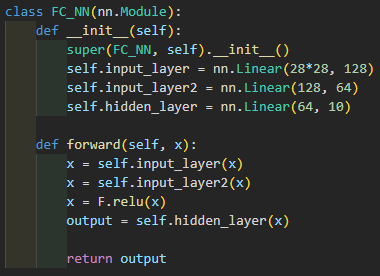 class FC_NN(nn.Module):
    def __init__(self):
        super(FC_NN, self).__init__()
        self.input_layer = nn.Linear(28*28, 128)
        self.input_layer2 = nn.Linear(128, 64)
        self.hidden_layer = nn.Linear(64, 10)

    def forward(self, x):
        x = self.input_layer(x)
        x = self.input_layer2(x)
        x = F.relu(x)
        output = self.hidden_layer(x)

        return output